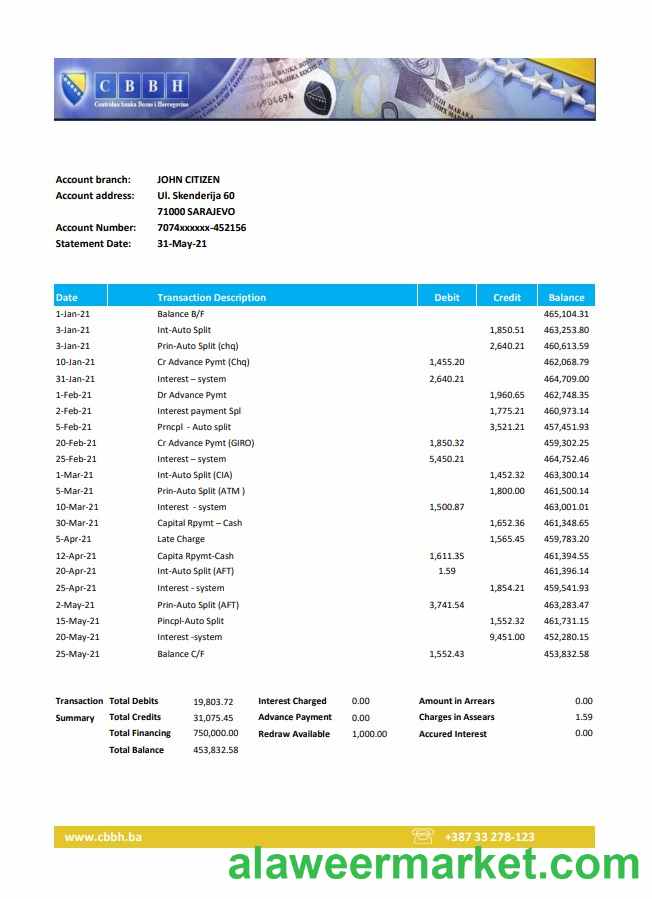 CBBH
Centralna banka Bosne i Hercegovine
Account branch: JOHN CITIZEN
Account address: Ul. Skenderija 60
71000 SARAJEVO
Account Number: 7074xxxxxx-452156
Statement Date: 31-May-21
Date Transaction Description Debit Credit Balance
1-Jan-21 Balance B/F 465,104.31
3-Jan-21 Int-Auto Split 1,850.51 463,253.80
3-Jan-21 Prin-Auto Split (chq) 2,640.21 460,613.59
10-Jan-21 Cr Advance Pymt (Chq) 1,455.20 462,068.79
31-Jan-21 Interest – system 2,640.21 464,709.00
1-Feb-21 Dr Advance Pymt 1,960.65 462,748.35
2-Feb-21 Interest payment Spl 1,775.21 460,973.14
5-Feb-21 Prncpl - Auto split 3,521.21 457,451.93
20-Feb-21 Cr Advance Pymt (GIRO) 1,850.32 459,302.25
25-Feb-21 Interest – system 5,450.21 464,752.46
1-Mar-21 Int-Auto Split (CIA) 1,452.32 463,300.14
5-Mar-21 Prin-Auto Split (ATM ) 1,800.00 461,500.14
10-Mar-21 Interest - system 1,500.87 463,001.01
30-Mar-21 Capital Rpymt – Cash 1,652.36 461,348.65
5-Apr-21 Late Charge 1,565.45 459,783.20
12-Apr-21 Capita Rpymt-Cash 1,611.35 461,394.55
20-Apr-21 Int-Auto Split (AFT) 1.59 461,396.14
25-Apr-21 Interest - system 1,854.21 459,541.93
2-May-21 Prin-Auto Split (AFT) 3,741.54 463,283.47
15-May-21 Pincpl-Auto Split 1,552.32 461,731.15
20-May-21 Interest -system 9,451.00 452,280.15
25-May-21 Balance C/F 1,552.43 453,832.58
Transaction Total Debits 19,803.72 Interest Charged 0.00 Amount in Arrears 0.00
Summary Total Credits 31,075.45 Advance Payment 0.00 Charges in Assears 1.59
Total Financing 750,000.00 Redraw Available 1,000.00 Accured Interest 0.00
Total Balance 453,832.58
www.cbbh.ba +387 33 278-123
alaweermarket.com